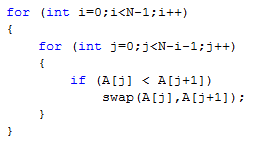 for (int i=0;i<N-1;i++)
{
    for (int j=0;j<N-i-1;j++)
    {
        if (A[j] < A[j+1])
            swap(A[j],A[j+1]);
    }
}